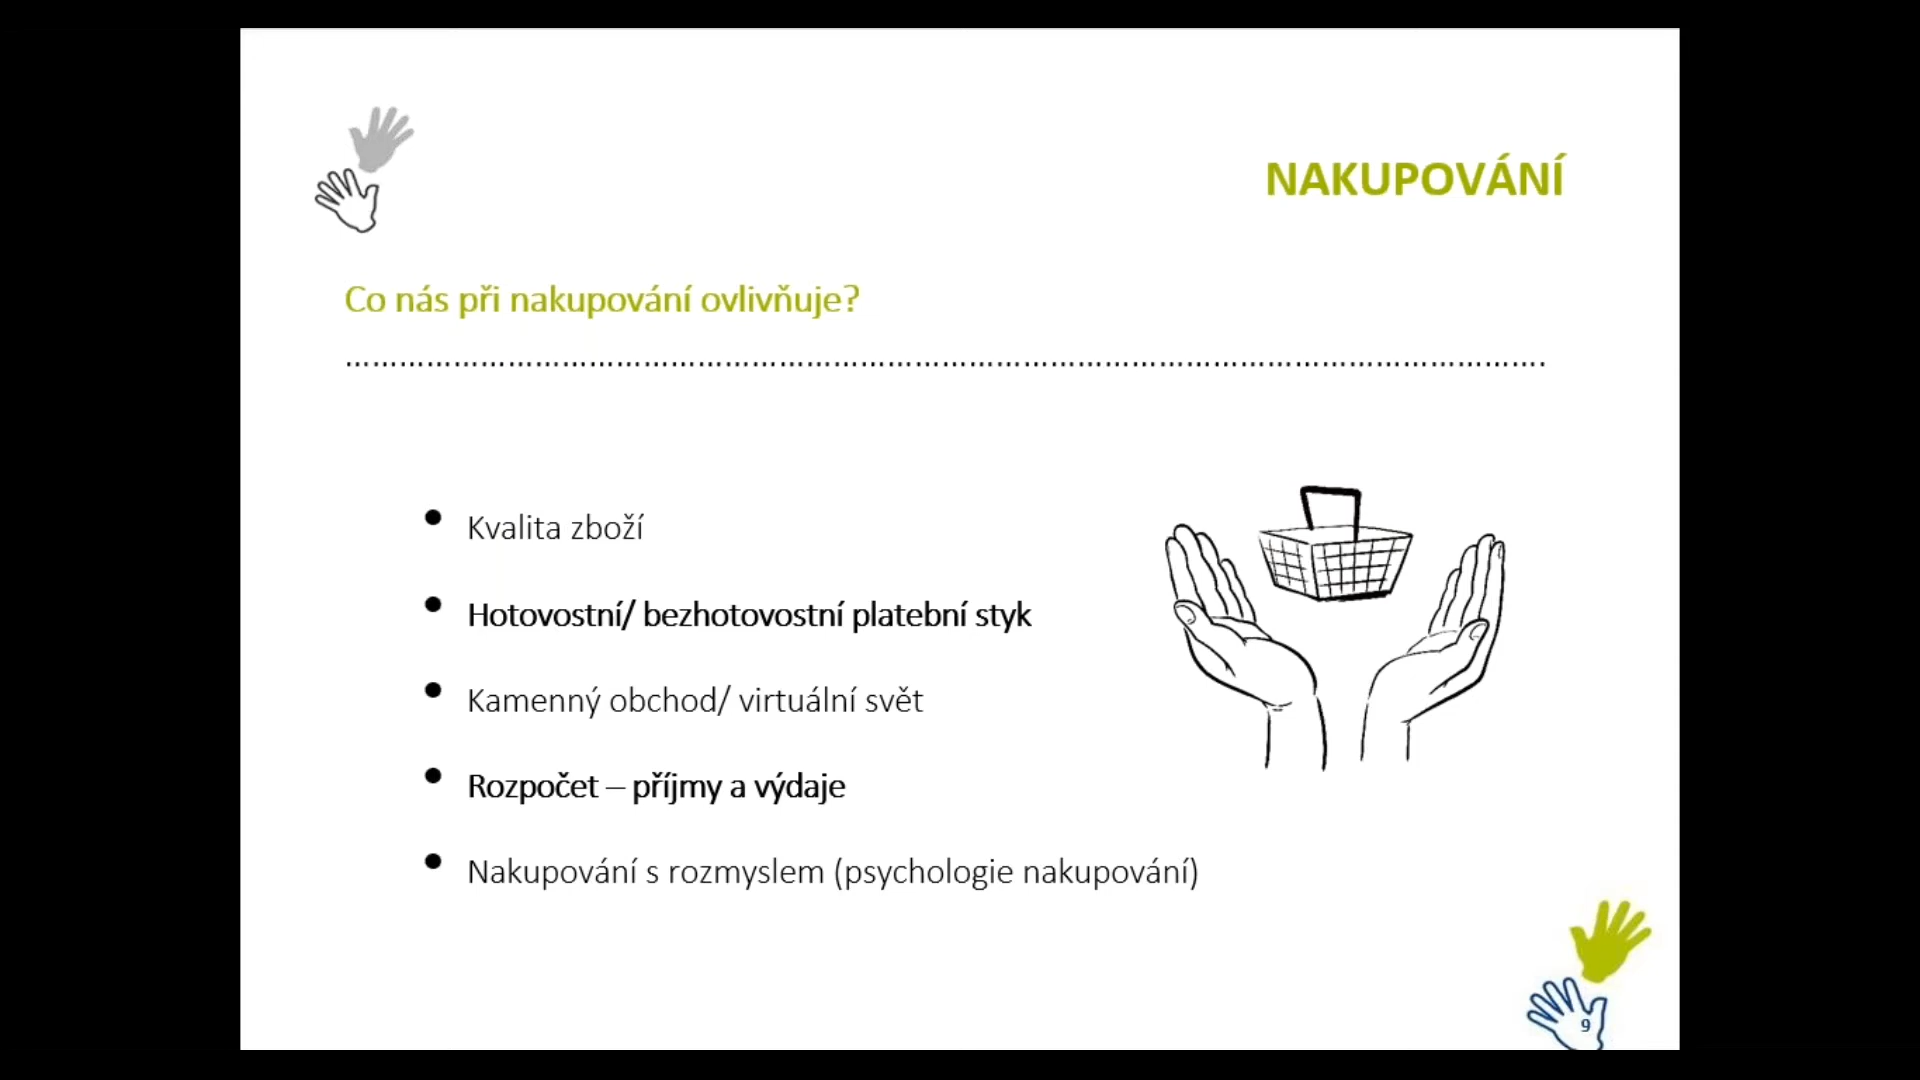 NAKUPOVÁNÍ
Co nás při nakupování ovlivňuje?
……………………………………………………………………………………………………………………….
• Kvalita zboží
• Hotovostní/ bezhotovostní platební styk
• Kamenný obchod/ virtuální svět
• Rozpočet – příjmy a výdaje
• Nakupování s rozmyslem (psychologie nakupování)
9